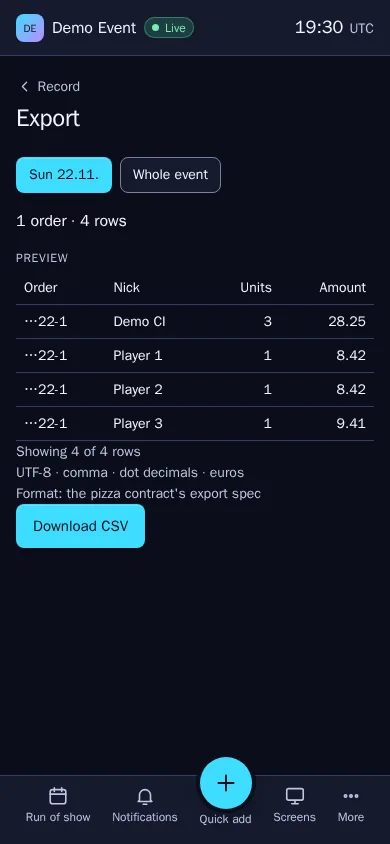 DE Demo Event Live 19:30 UTC
Record
Export
Sun 22.11. Whole event
1 order · 4 rows
PREVIEW
Order Nick Units Amount
···22-1 Demo CI 3 28.25
···22-1 Player 1 1 8.42
···22-1 Player 2 1 8.42
···22-1 Player 3 1 9.41
Showing 4 of 4 rows
UTF-8 · comma · dot decimals · euros
Format: the pizza contract's export spec
Download CSV
Run of show Notifications Quick add Screens More